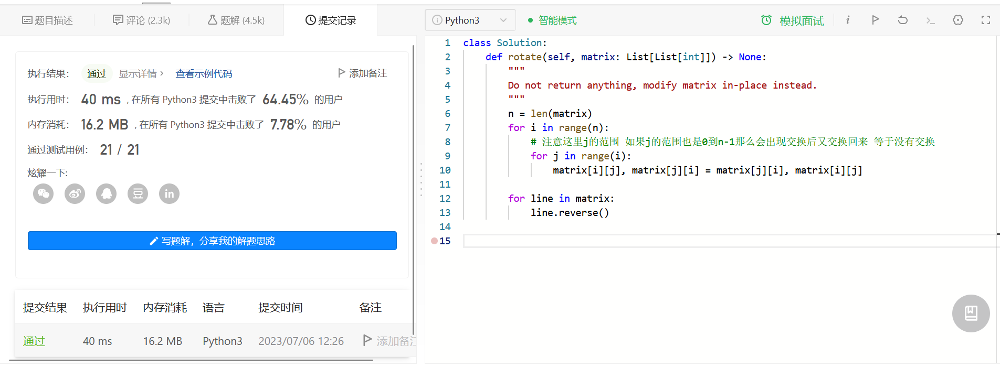 题目描述
评论 (2.3k)
题解 (4.5k)
提交记录
执行结果： 通过 显示详情 › 查看示例代码 添加备注
执行用时： 40 ms , 在所有 Python3 提交中击败了 64.45% 的用户
内存消耗： 16.2 MB , 在所有 Python3 提交中击败了 7.78% 的用户
通过测试用例： 21 / 21
炫耀一下:
豆 in
写题解，分享我的解题思路
提交结果 执行用时 内存消耗 语言 提交时间 备注
通过 40 ms 16.2 MB Python3 2023/07/06 12:26 添加备注
Python3 智能模式 模拟面试
1 class Solution:
2 def rotate(self, matrix: List[List[int]]) -> None:
3 """
4 Do not return anything, modify matrix in-place instead.
5 """
6 n = len(matrix)
7 for i in range(n):
8 # 注意这里j的范围 如果j的范围也是0到n-1那么会出现交换后又交换回来 等于没有交换
9 for j in range(i):
10 matrix[i][j], matrix[j][i] = matrix[j][i], matrix[i][j]
11
12 for line in matrix:
13 line.reverse()
14
15